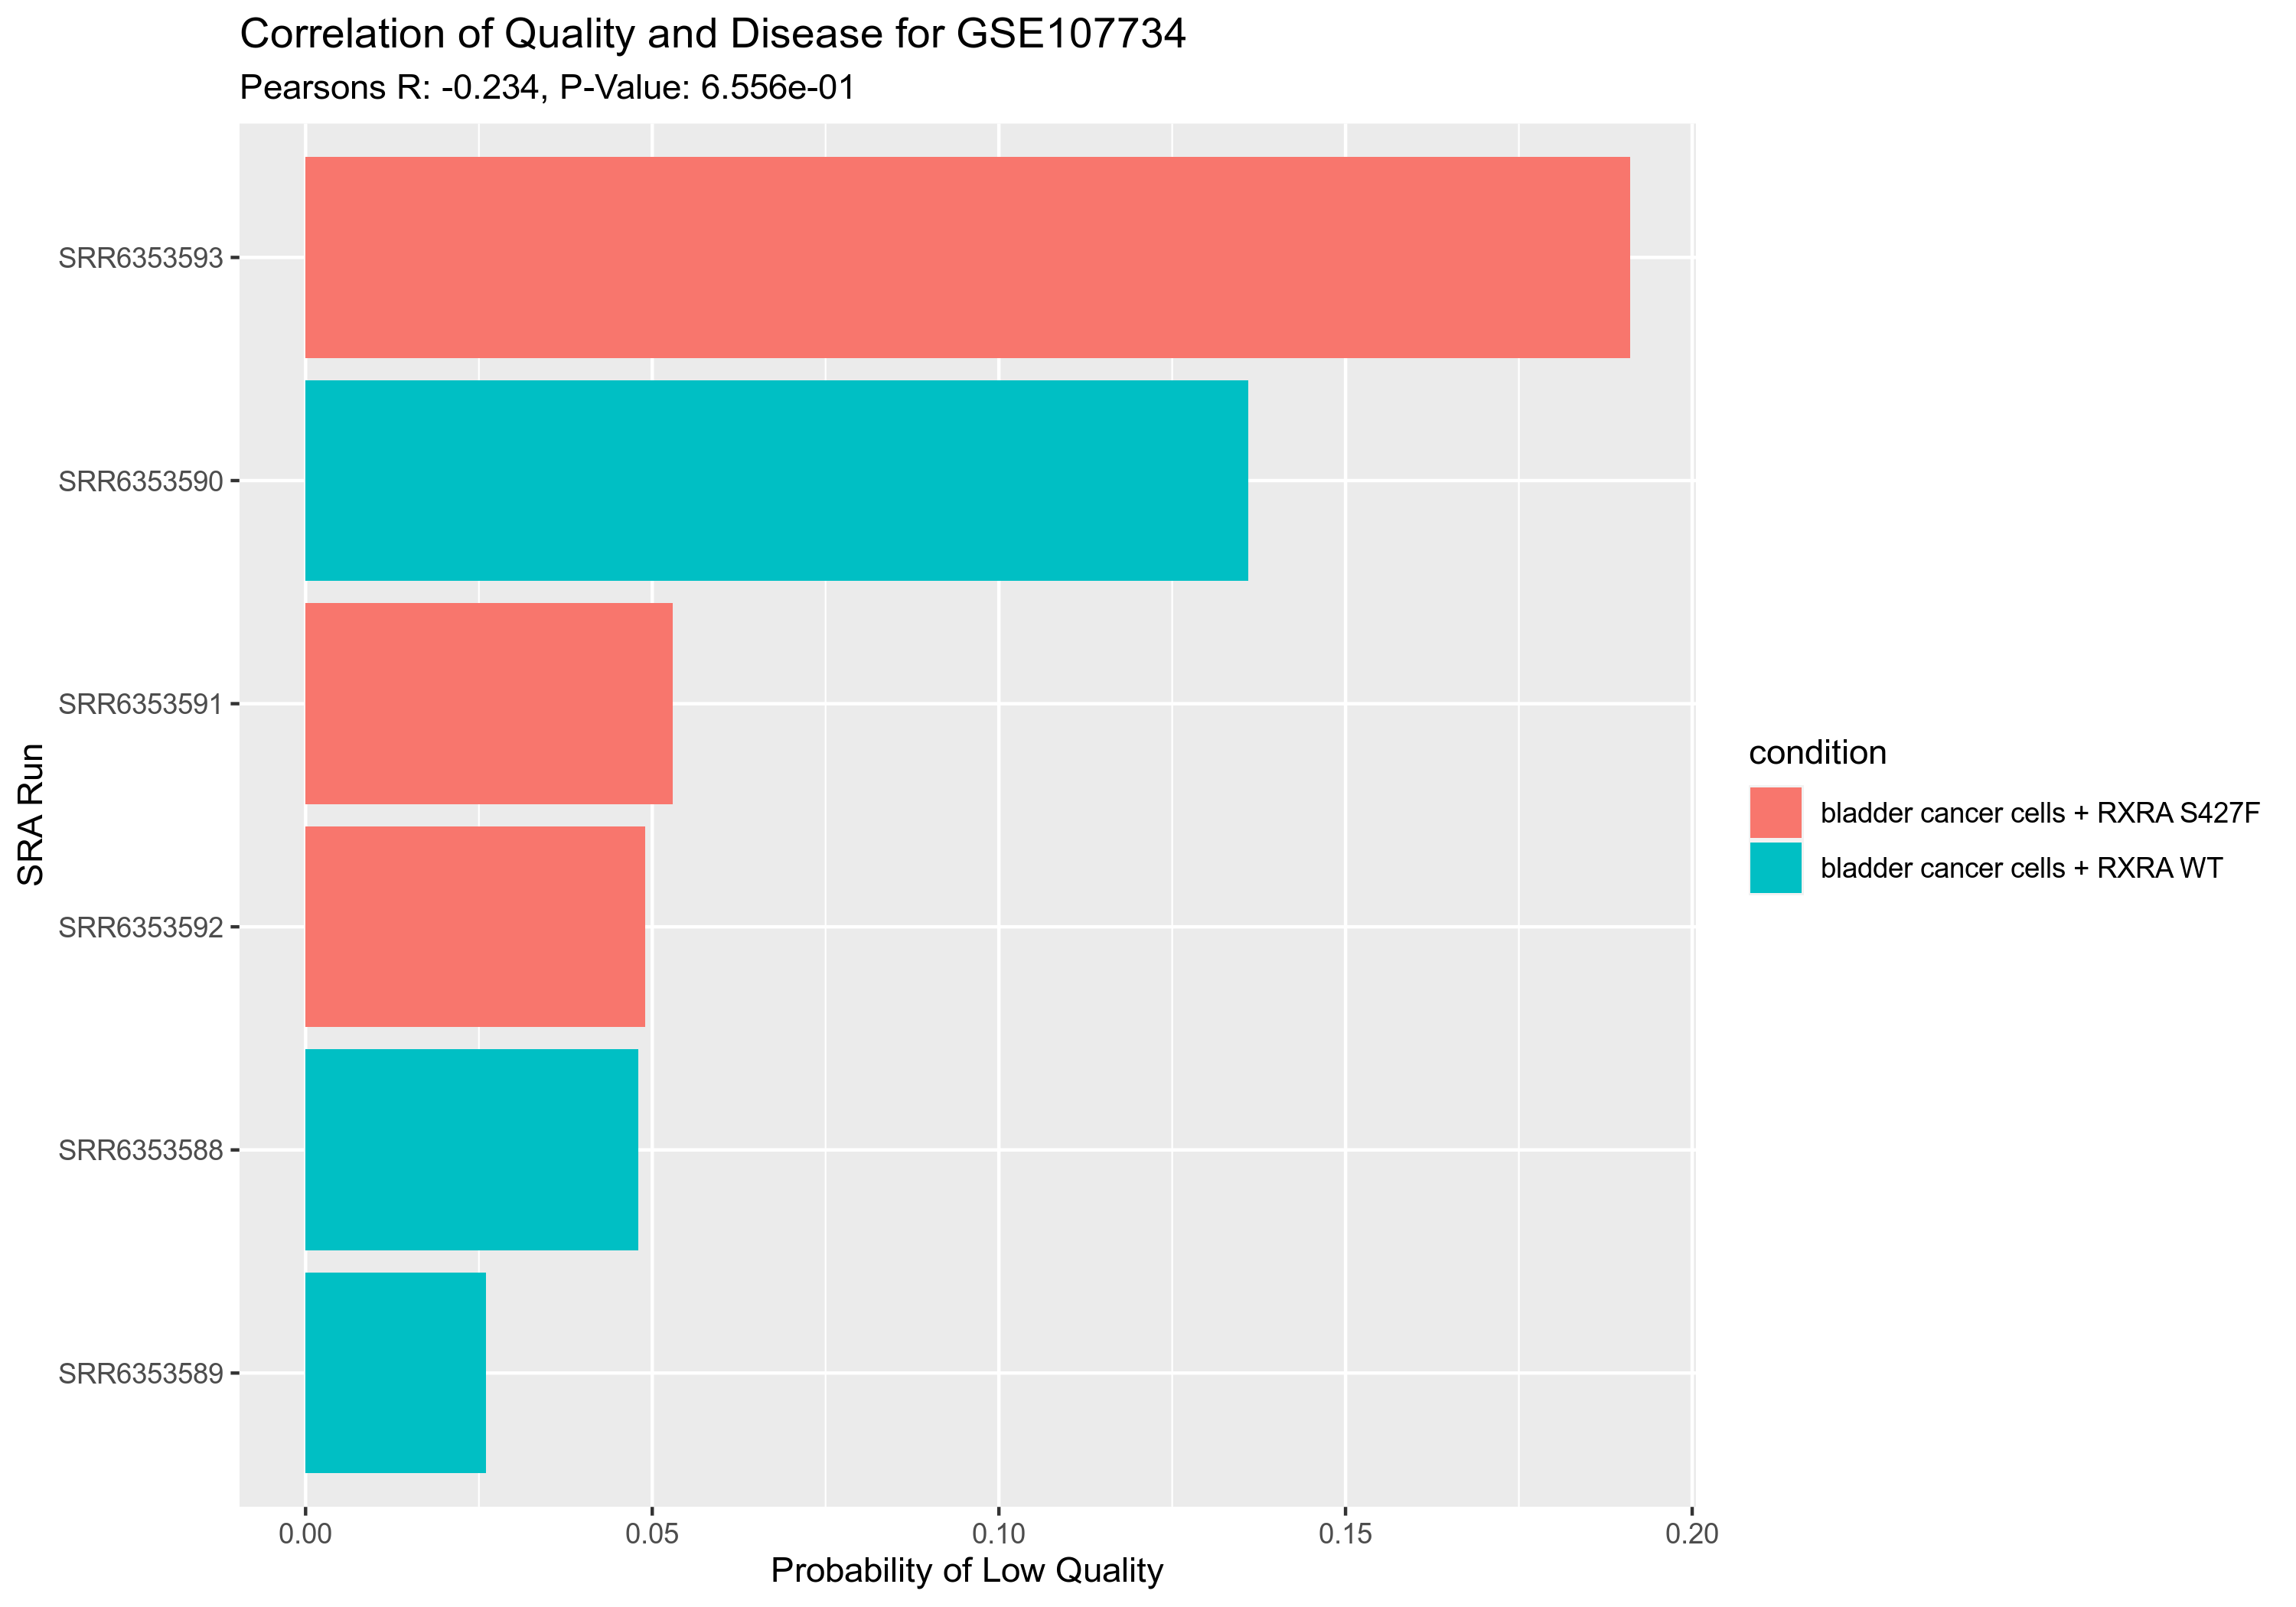 Correlation of Quality and Disease for GSE107734
Pearsons R: -0.234, P-Value: 6.556e-01
SRA Run
SRR6353593
SRR6353590
SRR6353591
SRR6353592
SRR6353588
SRR6353589
0.00 0.05 0.10 0.15 0.20
Probability of Low Quality
condition
bladder cancer cells + RXRA S427F
bladder cancer cells + RXRA WT